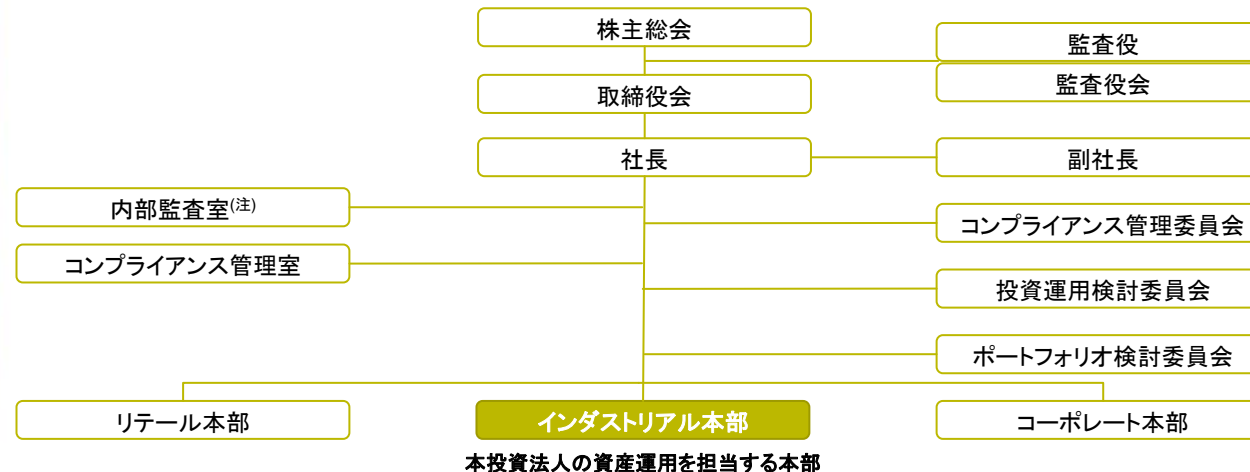 株主総会
監査役
監査役会
取締役会
社長
副社長
内部監査室(注)
コンプライアンス管理委員会
コンプライアンス管理室
投資運用検討委員会
ポートフォリオ検討委員会
リテール本部
インダストリアル本部
コーポレート本部
本投資法人の資産運用を担当する本部